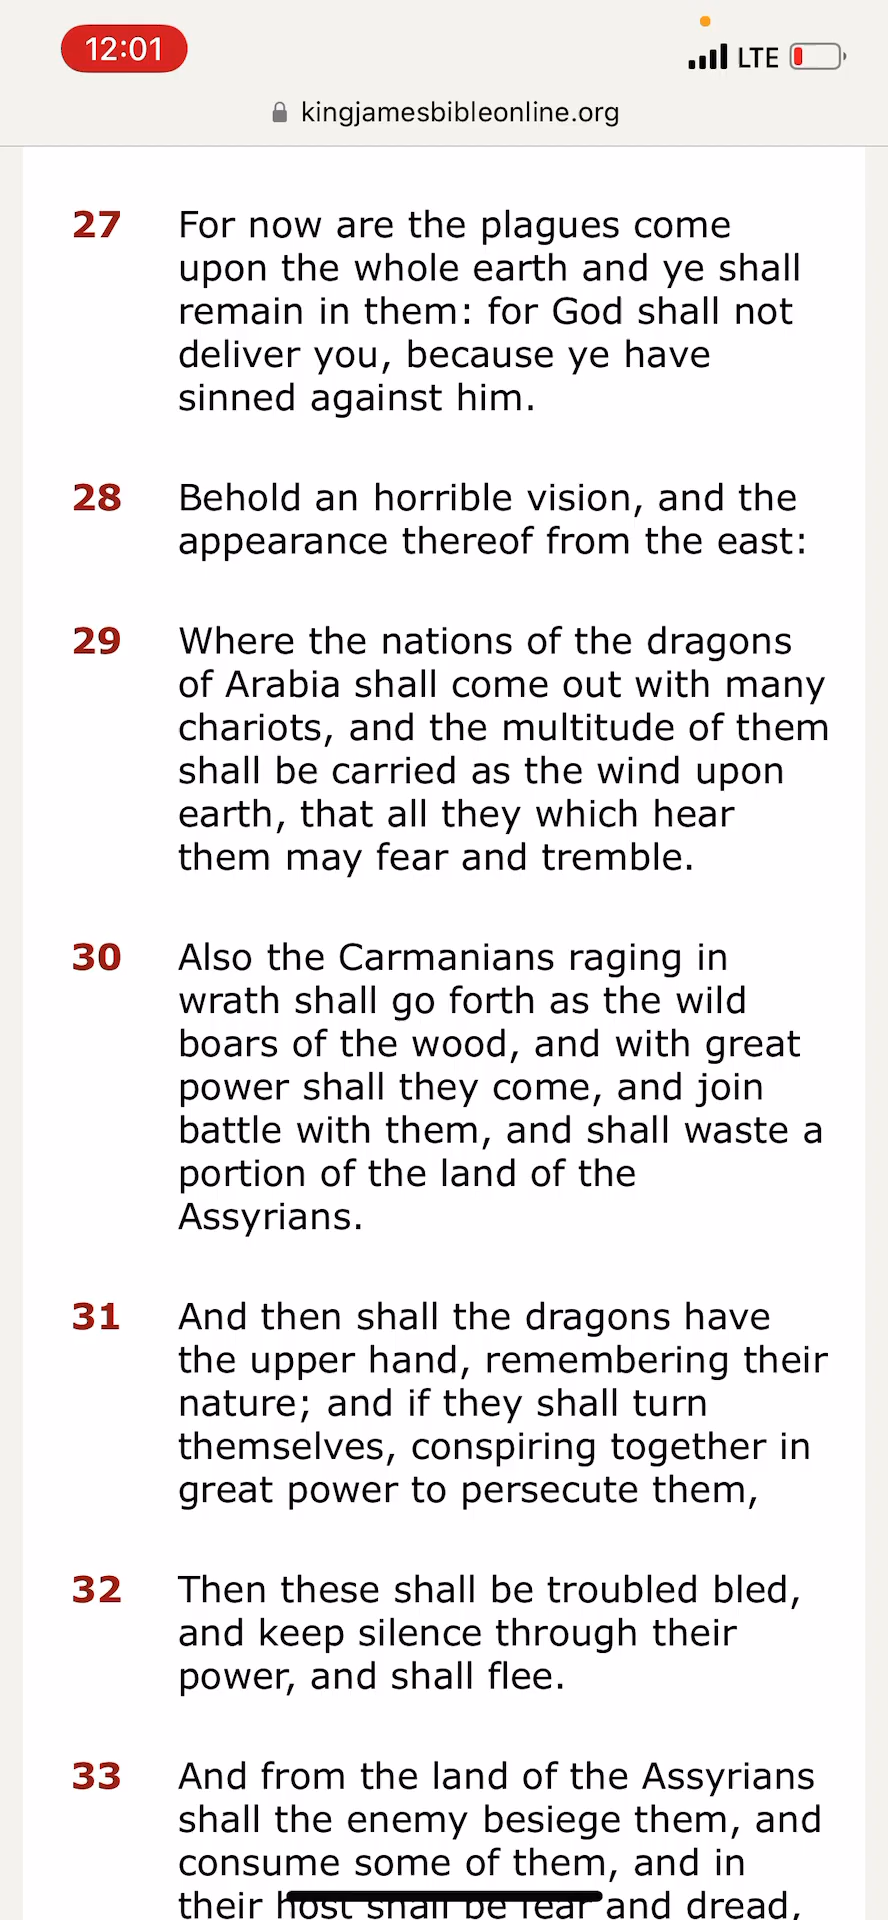 12:01
LTE
kingjamesbibleonline.org
27 For now are the plagues come
upon the whole earth and ye shall
remain in them: for God shall not
deliver you, because ye have
sinned against him.
28 Behold an horrible vision, and the
appearance thereof from the east:
29 Where the nations of the dragons
of Arabia shall come out with many
chariots, and the multitude of them
shall be carried as the wind upon
earth, that all they which hear
them may fear and tremble.
30 Also the Carmanians raging in
wrath shall go forth as the wild
boars of the wood, and with great
power shall they come, and join
battle with them, and shall waste a
portion of the land of the
Assyrians.
31 And then shall the dragons have
the upper hand, remembering their
nature; and if they shall turn
themselves, conspiring together in
great power to persecute them,
32 Then these shall be troubled bled,
and keep silence through their
power, and shall flee.
33 And from the land of the Assyrians
shall the enemy besiege them, and
consume some of them, and in
their host shall be fear and dread,